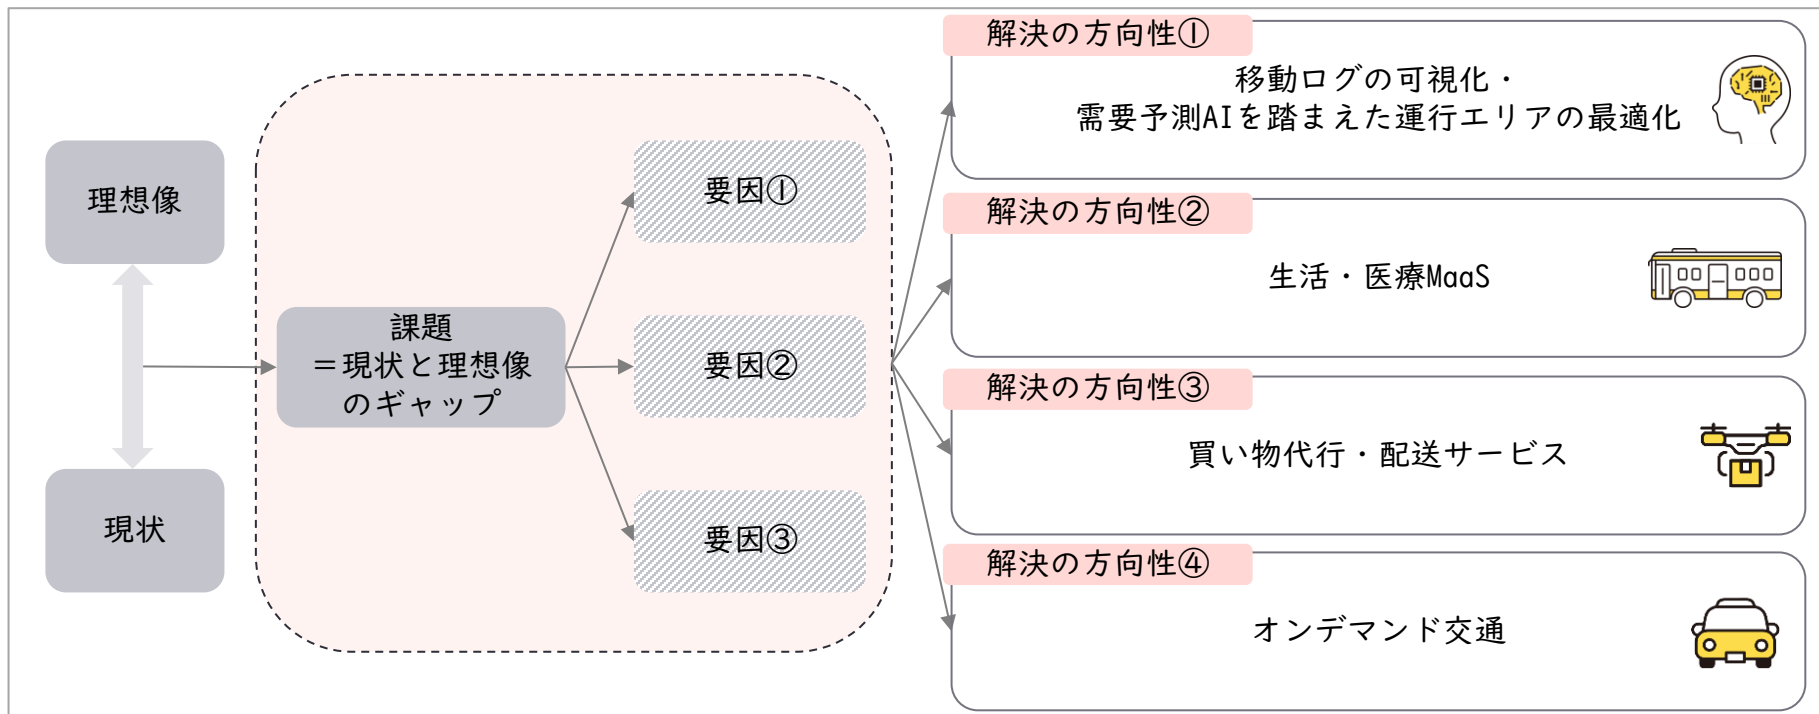 理想像
現状
課題
＝現状と理想像
のギャップ
要因①
要因②
要因③
解決の方向性①
移動ログの可視化・
需要予測AIを踏まえた運行エリアの最適化
解決の方向性②
生活・医療MaaS
解決の方向性③
買い物代行・配送サービス
解決の方向性④
オンデマンド交通